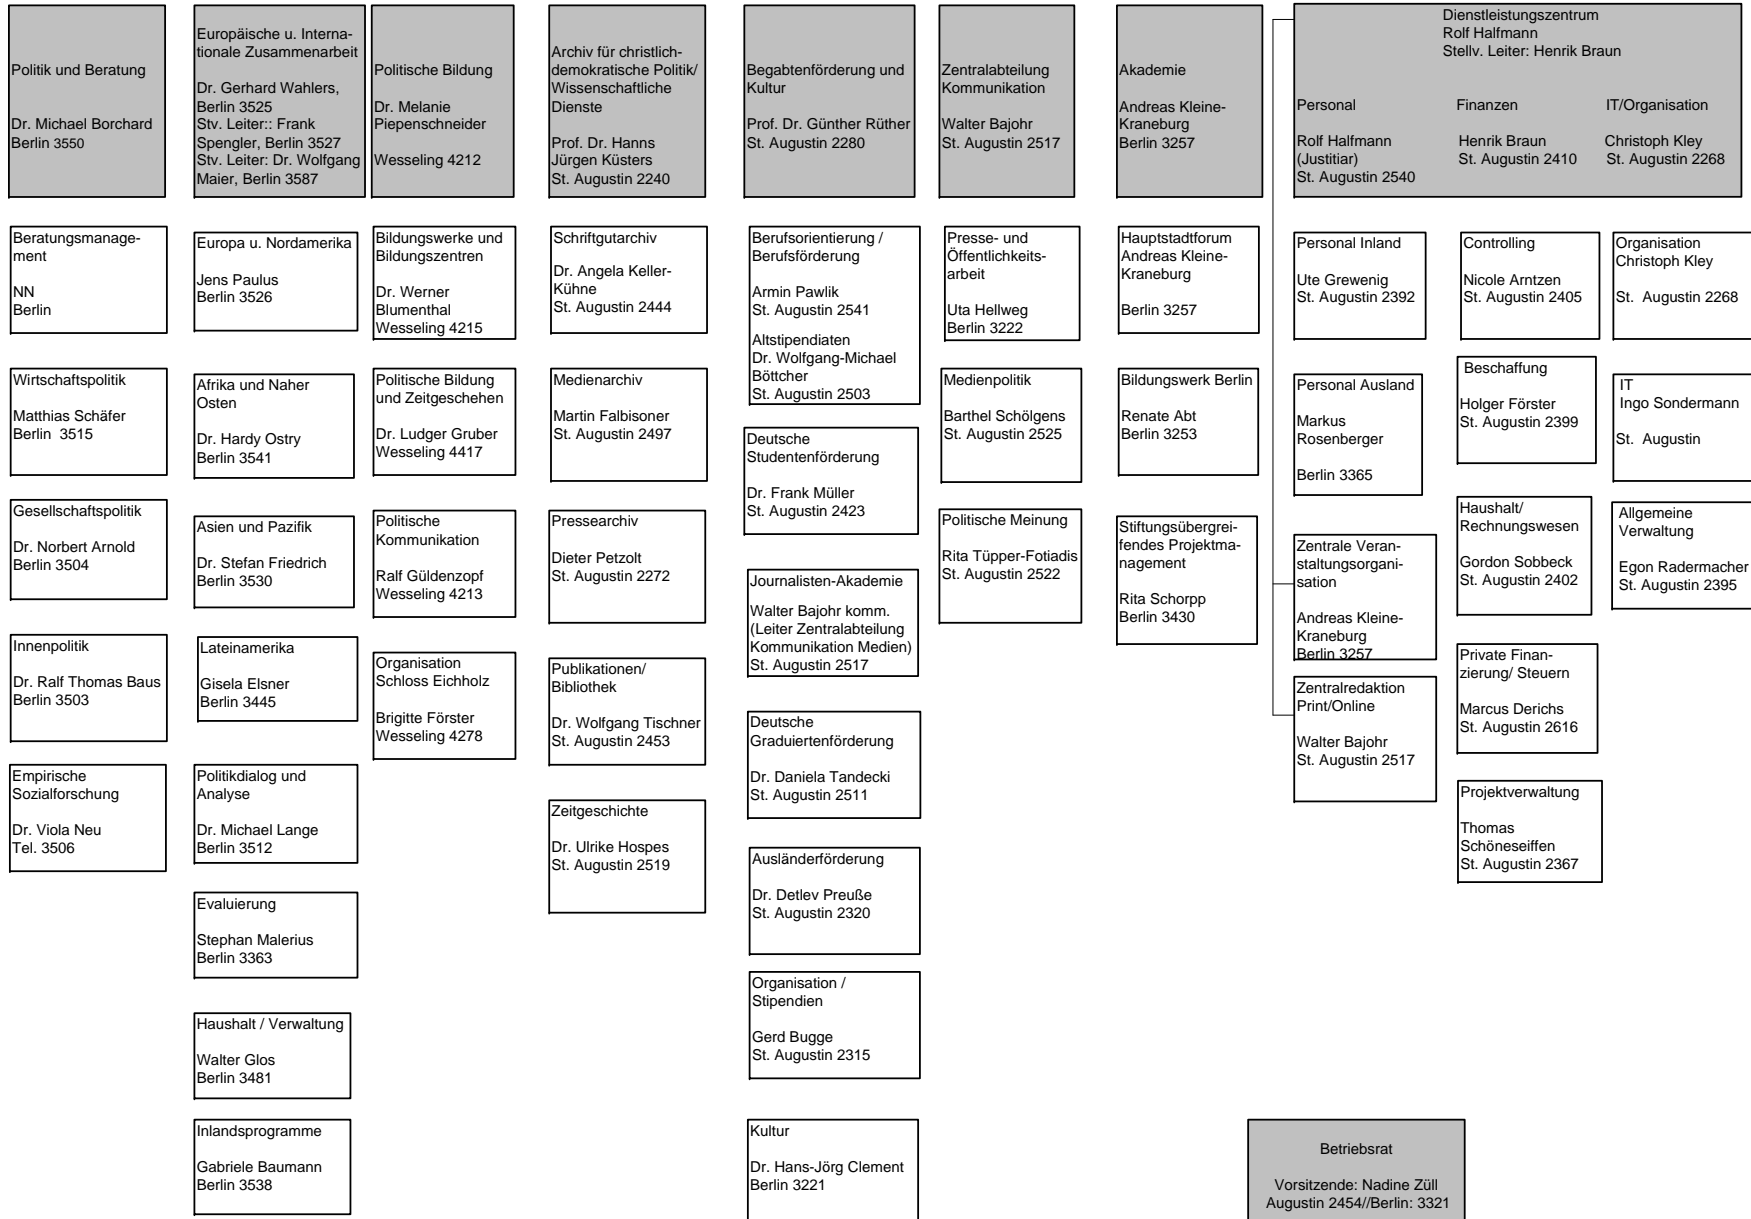 Politik und Beratung
Dr. Michael Borchard
Berlin 3550
Europäische u. Interna-
tionale Zusammenarbeit
Dr. Gerhard Wahlers,
Berlin 3525
Stv. Leiter:: Frank
Spengler, Berlin 3527
Stv. Leiter: Dr. Wolfgang
Maier, Berlin 3587
Politische Bildung
Dr. Melanie
Piepenschneider
Wesseling 4212
Archiv für christlich-
demokratische Politik/
Wissenschaftliche
Dienste
Prof. Dr. Hanns
Jürgen Küsters
St. Augustin 2240
Begabtenförderung und
Kultur
Prof. Dr. Günther Rüther
St. Augustin 2280
Zentralabteilung
Kommunikation
Walter Bajohr
St. Augustin 2517
Akademie
Andreas Kleine-
Kraneburg
Berlin 3257
Dienstleistungszentrum
Rolf Halfmann
Stellv. Leiter: Henrik Braun
Personal
Rolf Halfmann
(Justitiar)
St. Augustin 2540
Finanzen
Henrik Braun
St. Augustin 2410
IT/Organisation
Christoph Kley
St. Augustin 2268
Beratungsmanage-
ment
NN
Berlin
Wirtschaftspolitik
Matthias Schäfer
Berlin  3515
Gesellschaftspolitik
Dr. Norbert Arnold
Berlin 3504
Innenpolitik
Dr. Ralf Thomas Baus
Berlin 3503
Empirische
Sozialforschung
Dr. Viola Neu
Tel. 3506
Europa u. Nordamerika
Jens Paulus
Berlin 3526
Afrika und Naher
Osten
Dr. Hardy Ostry
Berlin 3541
Asien und Pazifik
Dr. Stefan Friedrich
Berlin 3530
Lateinamerika
Gisela Elsner
Berlin 3445
Politikdialog und
Analyse
Dr. Michael Lange
Berlin 3512
Evaluierung
Stephan Malerius
Berlin 3363
Haushalt / Verwaltung
Walter Glos
Berlin 3481
Inlandsprogramme
Gabriele Baumann
Berlin 3538
Bildungswerke und
Bildungszentren
Dr. Werner
Blumenthal
Wesseling 4215
Politische Bildung
und Zeitgeschehen
Dr. Ludger Gruber
Wesseling 4417
Politische
Kommunikation
Ralf Güldenzopf
Wesseling 4213
Organisation
Schloss Eichholz
Brigitte Förster
Wesseling 4278
Schriftgutarchiv
Dr. Angela Keller-
Kühne
St. Augustin 2444
Medienarchiv
Martin Falbisoner
St. Augustin 2497
Pressearchiv
Dieter Petzolt
St. Augustin 2272
Publikationen/
Bibliothek
Dr. Wolfgang Tischner
St. Augustin 2453
Zeitgeschichte
Dr. Ulrike Hospes
St. Augustin 2519
Berufsorientierung /
Berufsförderung
Armin Pawlik
St. Augustin 2541
Altstipendiaten
Dr. Wolfgang-Michael
Böttcher
St. Augustin 2503
Deutsche
Studentenförderung
Dr. Frank Müller
St. Augustin 2423
Journalisten-Akademie
Walter Bajohr komm.
(Leiter Zentralabteilung
Kommunikation Medien)
St. Augustin 2517
Deutsche
Graduiertenförderung
Dr. Daniela Tandecki
St. Augustin 2511
Ausländerförderung
Dr. Detlev Preuße
St. Augustin 2320
Organisation /
Stipendien
Gerd Bugge
St. Augustin 2315
Kultur
Dr. Hans-Jörg Clement
Berlin 3221
Presse- und
Öffentlichkeits-
arbeit
Uta Hellweg
Berlin 3222
Medienpolitik
Barthel Schölgens
St. Augustin 2525
Politische Meinung
Rita Tüpper-Fotiadis
St. Augustin 2522
Hauptstadtforum
Andreas Kleine-
Kraneburg
Berlin 3257
Bildungswerk Berlin
Renate Abt
Berlin 3253
Stiftungsübergrei-
fendes Projektma-
nagement
Rita Schorpp
Berlin 3430
Personal Inland
Ute Grewenig
St. Augustin 2392
Personal Ausland
Markus
Rosenberger
Berlin 3365
Zentrale Veran-
staltungsorgani-
sation
Andreas Kleine-
Kraneburg
Berlin 3257
Zentralredaktion
Print/Online
Walter Bajohr
St. Augustin 2517
Controlling
Nicole Arntzen
St. Augustin 2405
Beschaffung
Holger Förster
St. Augustin 2399
Haushalt/
Rechnungswesen
Gordon Sobbeck
St. Augustin 2402
Private Finan-
zierung/ Steuern
Marcus Derichs
St. Augustin 2616
Projektverwaltung
Thomas
Schöneseiffen
St. Augustin 2367
Organisation
Christoph Kley
St.  Augustin 2268
IT
Ingo Sondermann
St.  Augustin
Allgemeine
Verwaltung
Egon Radermacher
St. Augustin 2395
Betriebsrat
Vorsitzende: Nadine Züll
Augustin 2454//Berlin: 3321